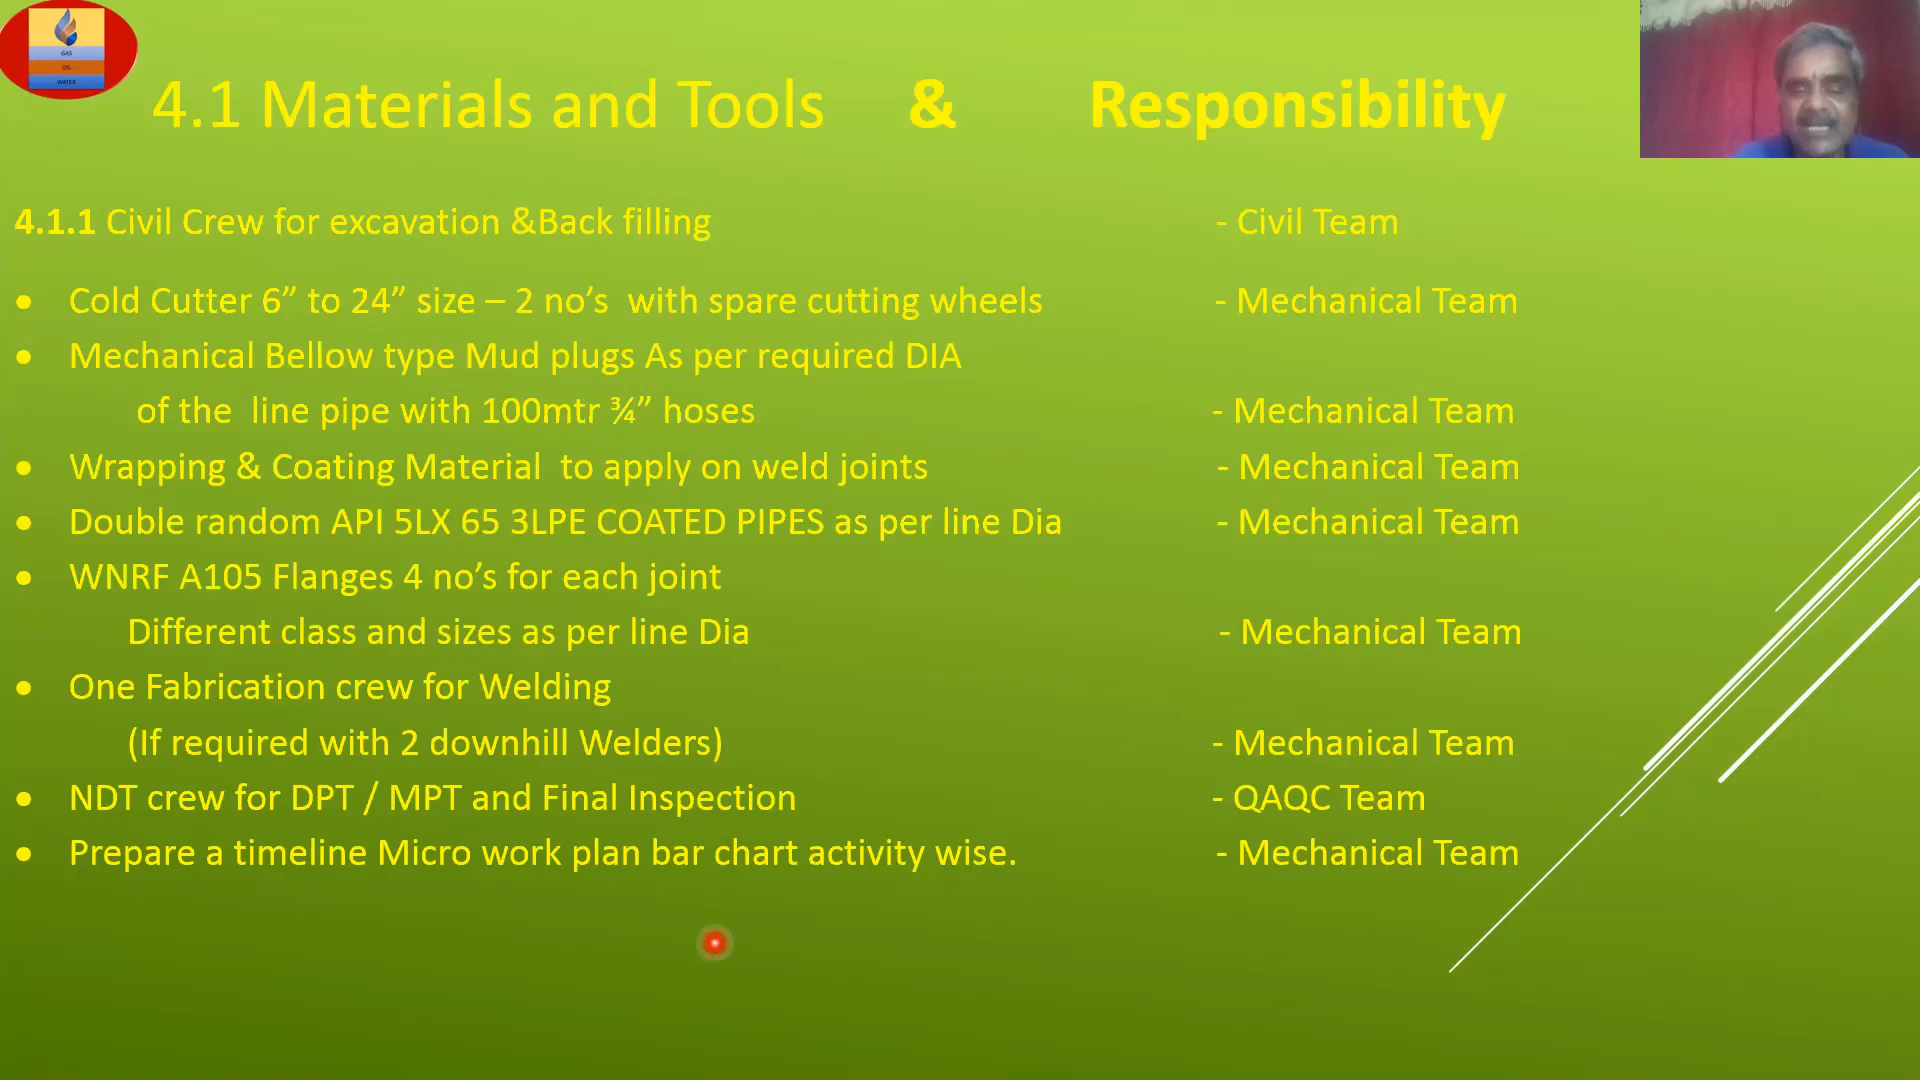 GAS
OIL
WATER
4.1 Materials and Tools & Responsibility
4.1.1 Civil Crew for excavation &Back filling - Civil Team
• Cold Cutter 6” to 24” size – 2 no’s with spare cutting wheels - Mechanical Team
• Mechanical Bellow type Mud plugs As per required DIA
of the line pipe with 100mtr ¾” hoses - Mechanical Team
• Wrapping & Coating Material to apply on weld joints - Mechanical Team
• Double random API 5LX 65 3LPE COATED PIPES as per line Dia - Mechanical Team
• WNRF A105 Flanges 4 no’s for each joint
Different class and sizes as per line Dia - Mechanical Team
• One Fabrication crew for Welding
(If required with 2 downhill Welders) - Mechanical Team
• NDT crew for DPT / MPT and Final Inspection - QAQC Team
• Prepare a timeline Micro work plan bar chart activity wise. - Mechanical Team